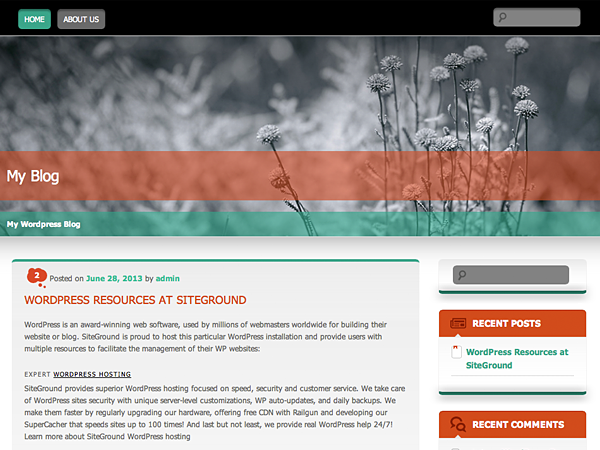 HOME ABOUT US
My Blog
My Wordpress Blog
2 Posted on June 28, 2013 by admin
WORDPRESS RESOURCES AT SITEGROUND
WordPress is an award-winning web software, used by millions of webmasters worldwide for building their
website or blog. SiteGround is proud to host this particular WordPress installation and provide users with
multiple resources to facilitate the management of their WP websites:
EXPERT WORDPRESS HOSTING
SiteGround provides superior WordPress hosting focused on speed, security and customer service. We take care
of WordPress sites security with unique server-level customizations, WP auto-updates, and daily backups. We
make them faster by regularly upgrading our hardware, offering free CDN with Railgun and developing our
SuperCacher that speeds sites up to 100 times! And last but not least, we provide real WordPress help 24/7!
Learn more about SiteGround WordPress hosting
RECENT POSTS
WordPress Resources at
SiteGround
RECENT COMMENTS